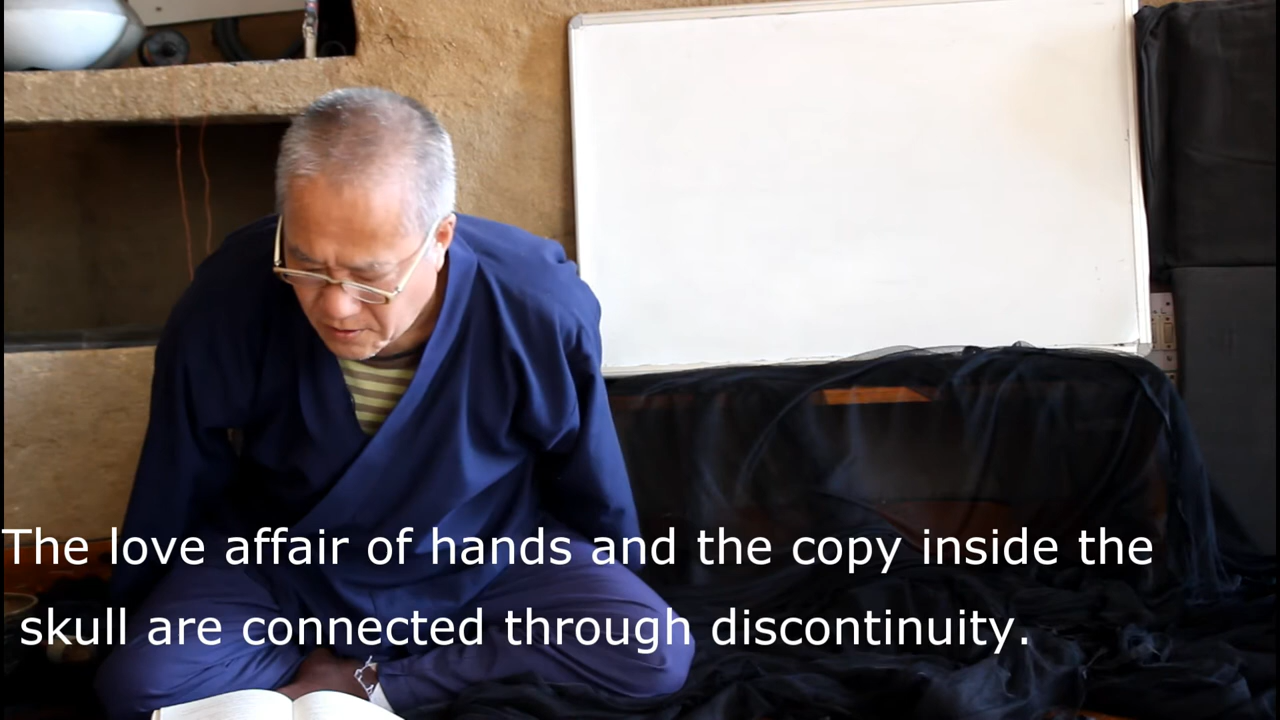 The love affair of hands and the copy inside the
skull are connected through discontinuity.